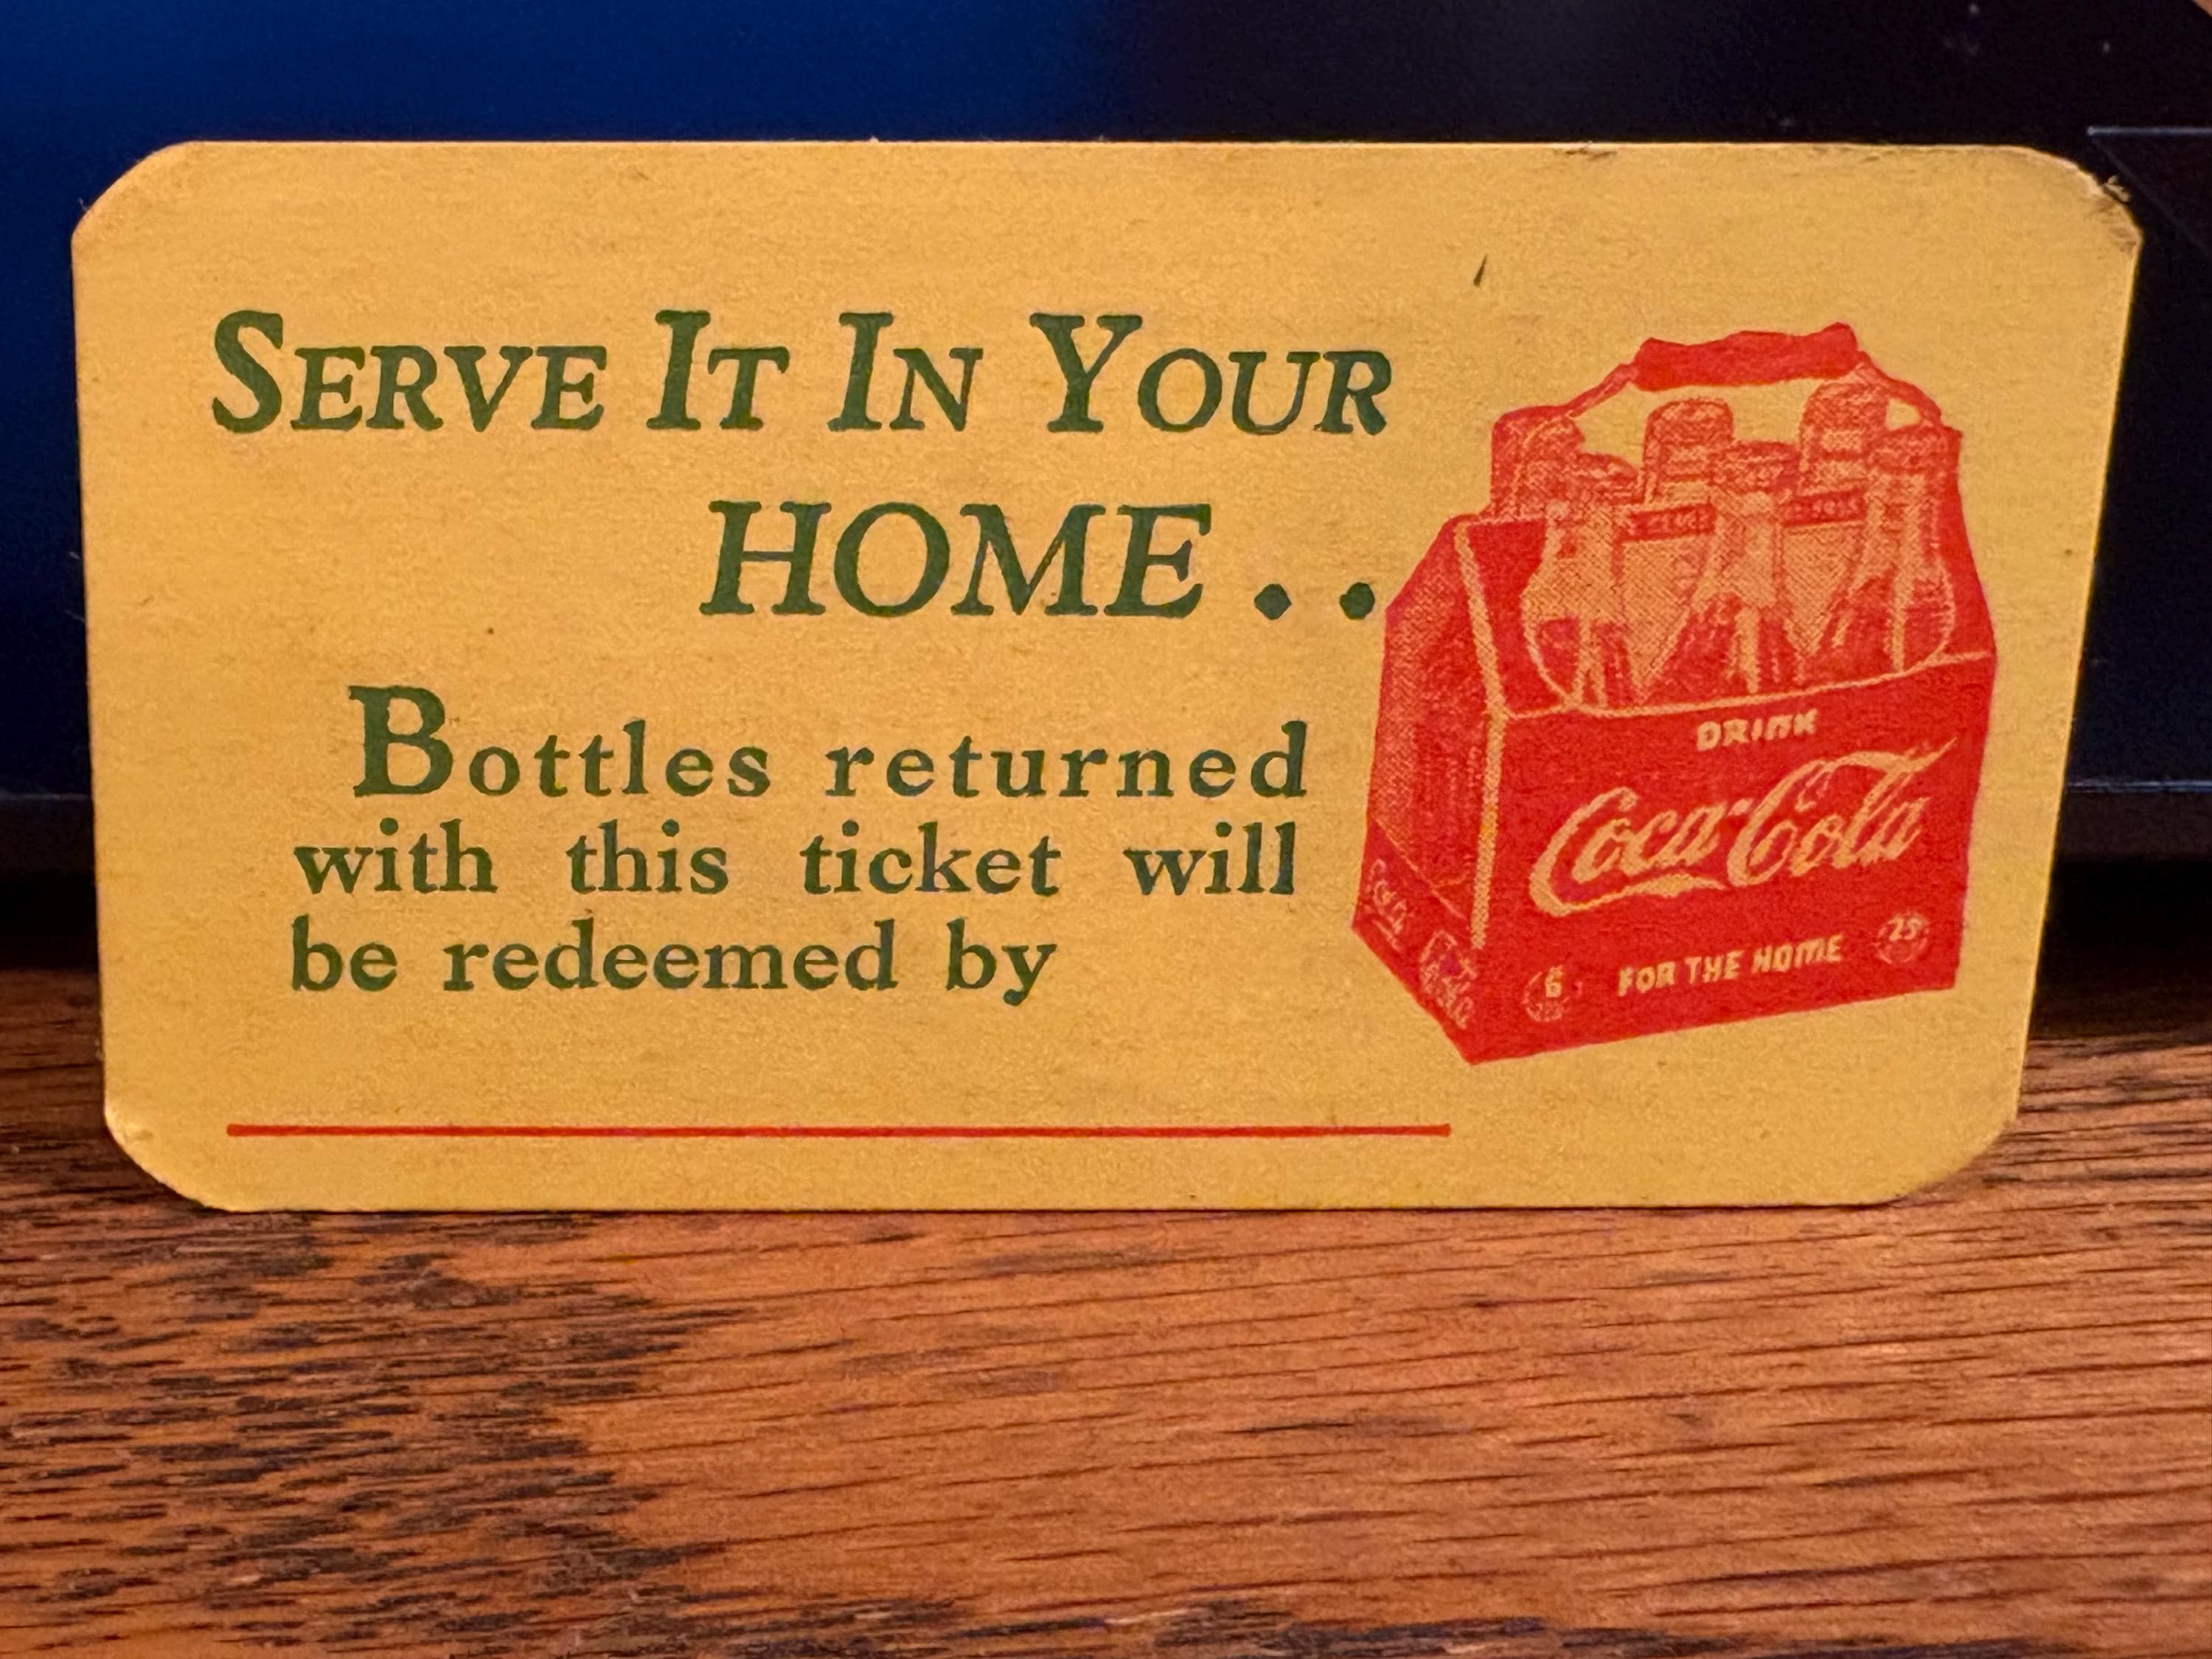 SERVE IT IN YOUR
HOME . .
Bottles returned
with this ticket will
be redeemed by
DRINK
Coca-Cola
6 FOR THE HOME 25